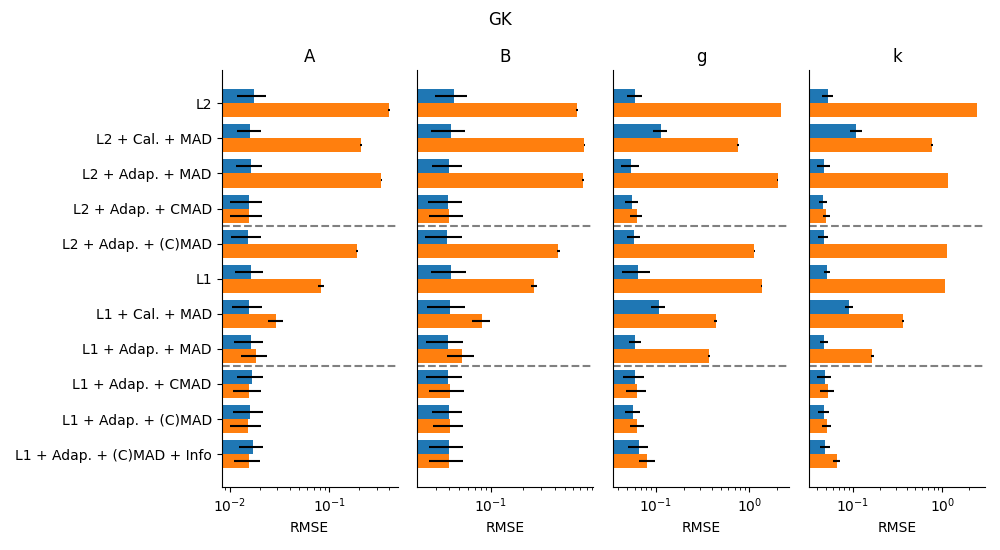 GK
A B g k
L2
L2 + Cal. + MAD
L2 + Adap. + MAD
L2 + Adap. + CMAD
L2 + Adap. + (C)MAD
L1
L1 + Cal. + MAD
L1 + Adap. + MAD
L1 + Adap. + CMAD
L1 + Adap. + (C)MAD
L1 + Adap. + (C)MAD + Info
10⁻² 10⁻¹ 10⁻¹ 10⁻¹ 10⁰ 10⁻¹ 10⁰
RMSE RMSE RMSE RMSE